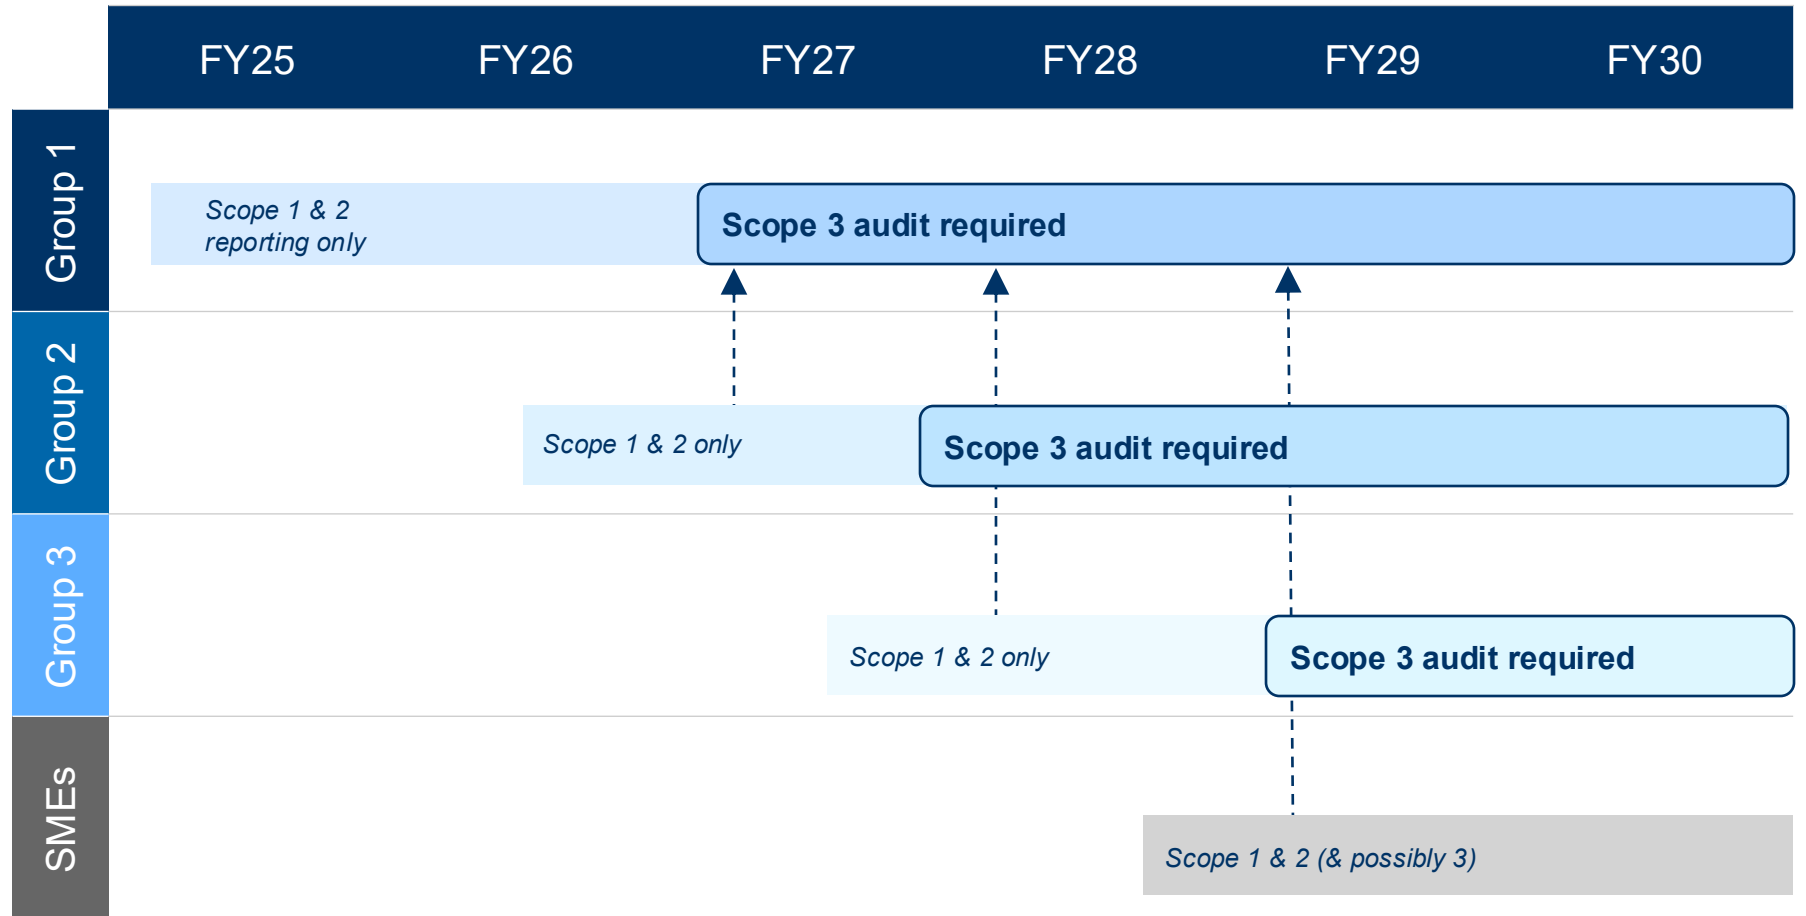 FY25 FY26 FY27 FY28 FY29 FY30
Group 1
Scope 1 & 2
reporting only
Scope 3 audit required
Group 2
Scope 1 & 2 only
Scope 3 audit required
Group 3
Scope 1 & 2 only
Scope 3 audit required
SMEs
Scope 1 & 2 (& possibly 3)